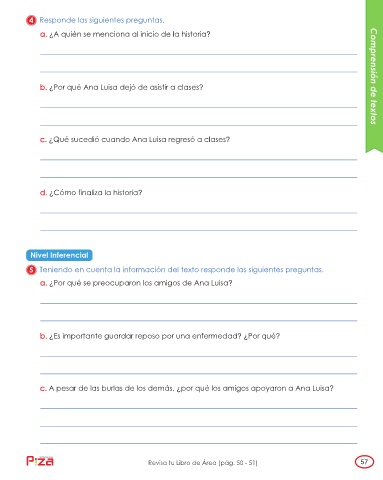 4 Responde las siguientes preguntas.
a. ¿A quién se menciona al inicio de la historia?
b. ¿Por qué Ana Luisa dejó de asistir a clases?
c. ¿Qué sucedió cuando Ana Luisa regresó a clases?
d. ¿Cómo finaliza la historia?
Nivel Inferencial
5 Teniendo en cuenta la información del texto responde las siguientes preguntas.
a. ¿Por qué se preocuparon los amigos de Ana Luisa?
b. ¿Es importante guardar reposo por una enfermedad? ¿Por qué?
c. A pesar de las burlas de los demás, ¿por qué los amigos apoyaron a Ana Luisa?
Comprensión de textos
Piza
Revisa tu Libro de Área (pág. 50 - 51)
57